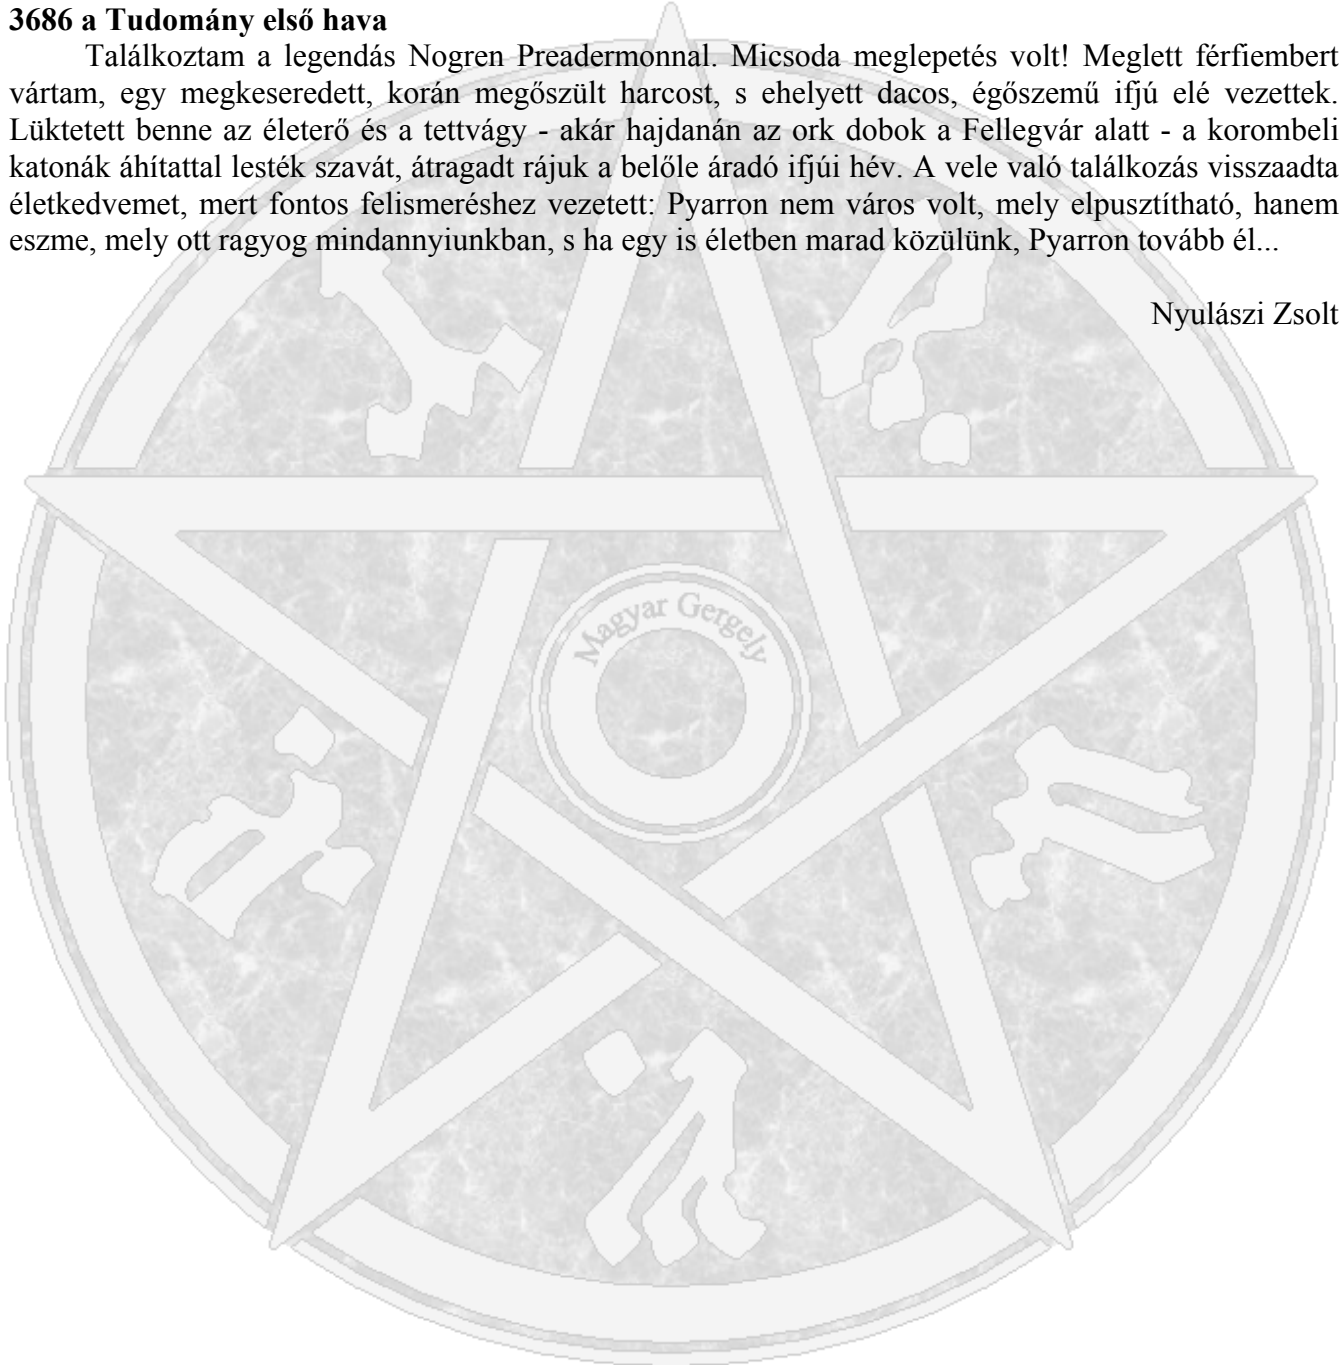 3686 a Tudomány első hava
Találkoztam a legendás Nogren Preadermonnal. Micsoda meglepetés volt! Meglett férfiembert
vártam, egy megkeseredett, korán megőszült harcost, s ehelyett dacos, égőszemű ifjú elé vezettek.
Lüktetett benne az életerő és a tettvágy - akár hajdanán az ork dobok a Fellegvár alatt - a korombeli
katonák áhítattal lesték szavát, átragadt rájuk a belőle áradó ifjúi hév. A vele való találkozás visszaadta
életkedvemet, mert fontos felismeréshez vezetett: Pyarron nem város volt, mely elpusztítható, hanem
eszme, mely ott ragyog mindannyiunkban, s ha egy is életben marad közülünk, Pyarron tovább él...
Nyulászi Zsolt
Magyar Gergely